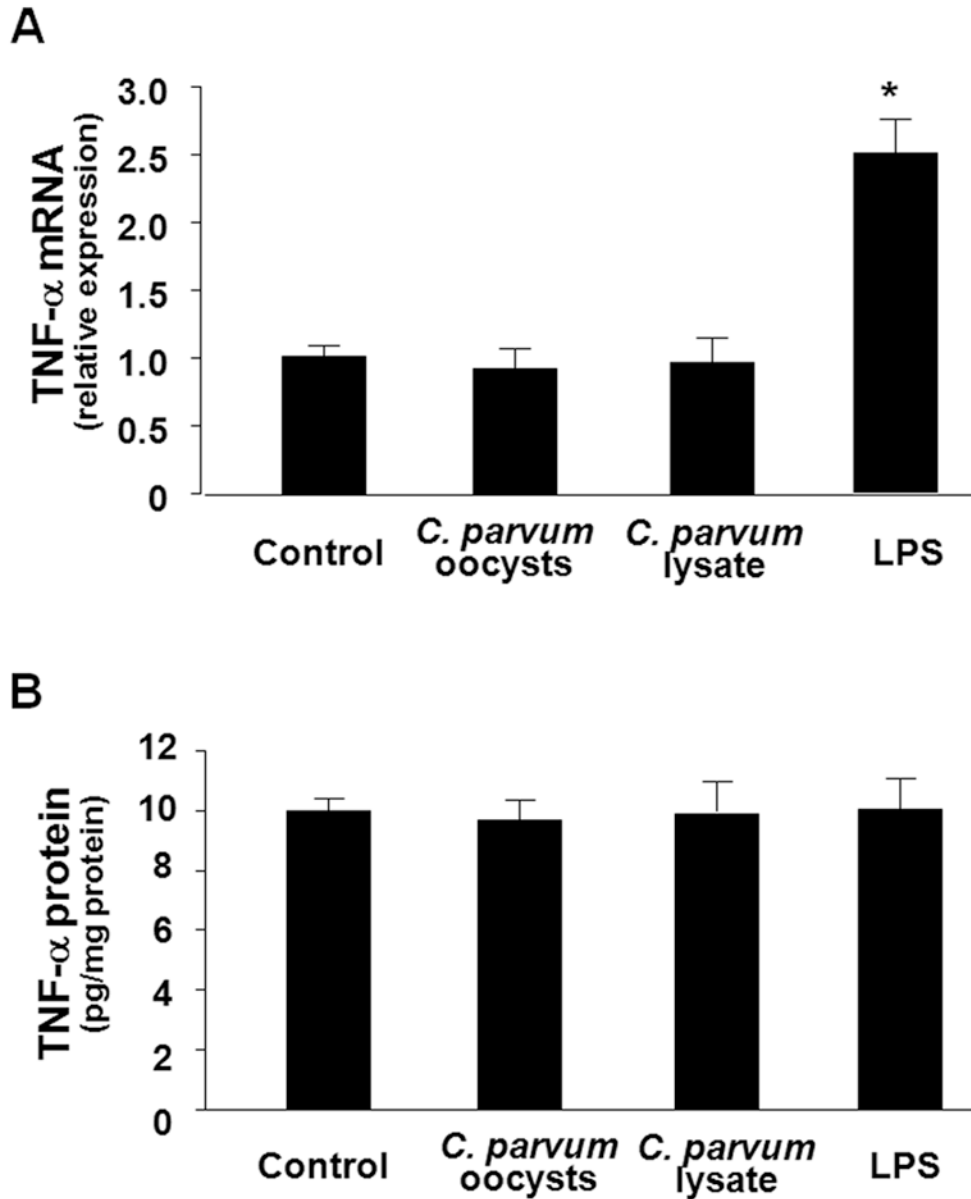 A
TNF-α mRNA
(relative expression)
3.0
2.5
2.0
1.5
1.0
0.5
0
*
Control
C. parvum
oocysts
C. parvum
lysate
LPS
B
TNF-α protein
(pg/mg protein)
12
10
8
6
4
2
0
Control
C. parvum
oocysts
C. parvum
lysate
LPS